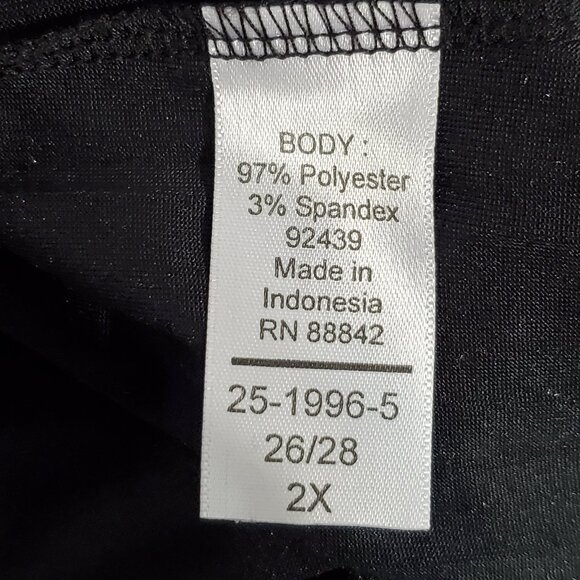 BODY :
97% Polyester
3% Spandex
92439
Made in
Indonesia
RN 88842
25-1996-5
26/28
2X